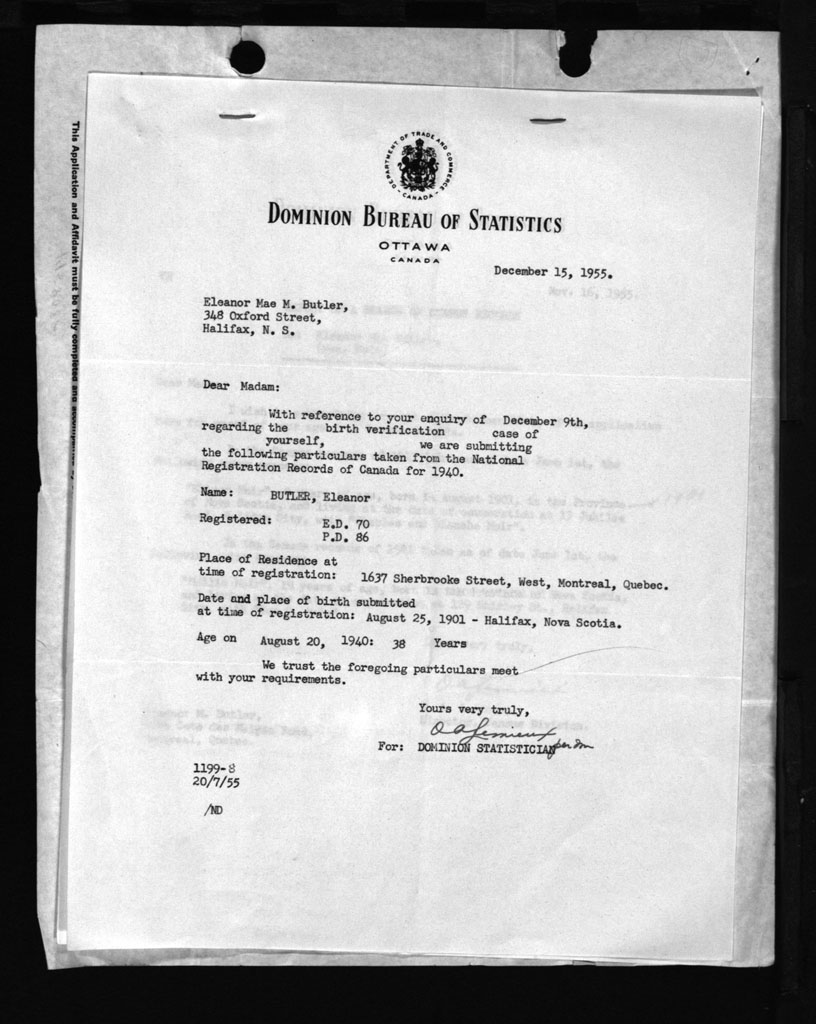 DEPARTMENT OF TRADE AND COMMERCE
- CANADA -
DOMINION BUREAU OF STATISTICS
OTTAWA
CANADA
December 15, 1955.
Nov. 16, 1955.
Eleanor Mae M. Butler,
348 Oxford Street,
Halifax, N. S.
Dear Madam:
With reference to your enquiry of December 9th,
regarding the birth verification case of
yourself, we are submitting
the following particulars taken from the National
Registration Records of Canada for 1940.
Name: BUTLER, Eleanor
Registered: E.D. 70
P.D. 86
Place of Residence at
time of registration: 1637 Sherbrooke Street, West, Montreal, Quebec.
Date and place of birth submitted
at time of registration: August 25, 1901 - Halifax, Nova Scotia.
Age on August 20, 1940: 38 Years
We trust the foregoing particulars meet
with your requirements.
Yours very truly,
O A Lemieux
For: DOMINION STATISTICIAN
1199-8
20/7/55
/ND
This Application and Affidavit must be fully completed and